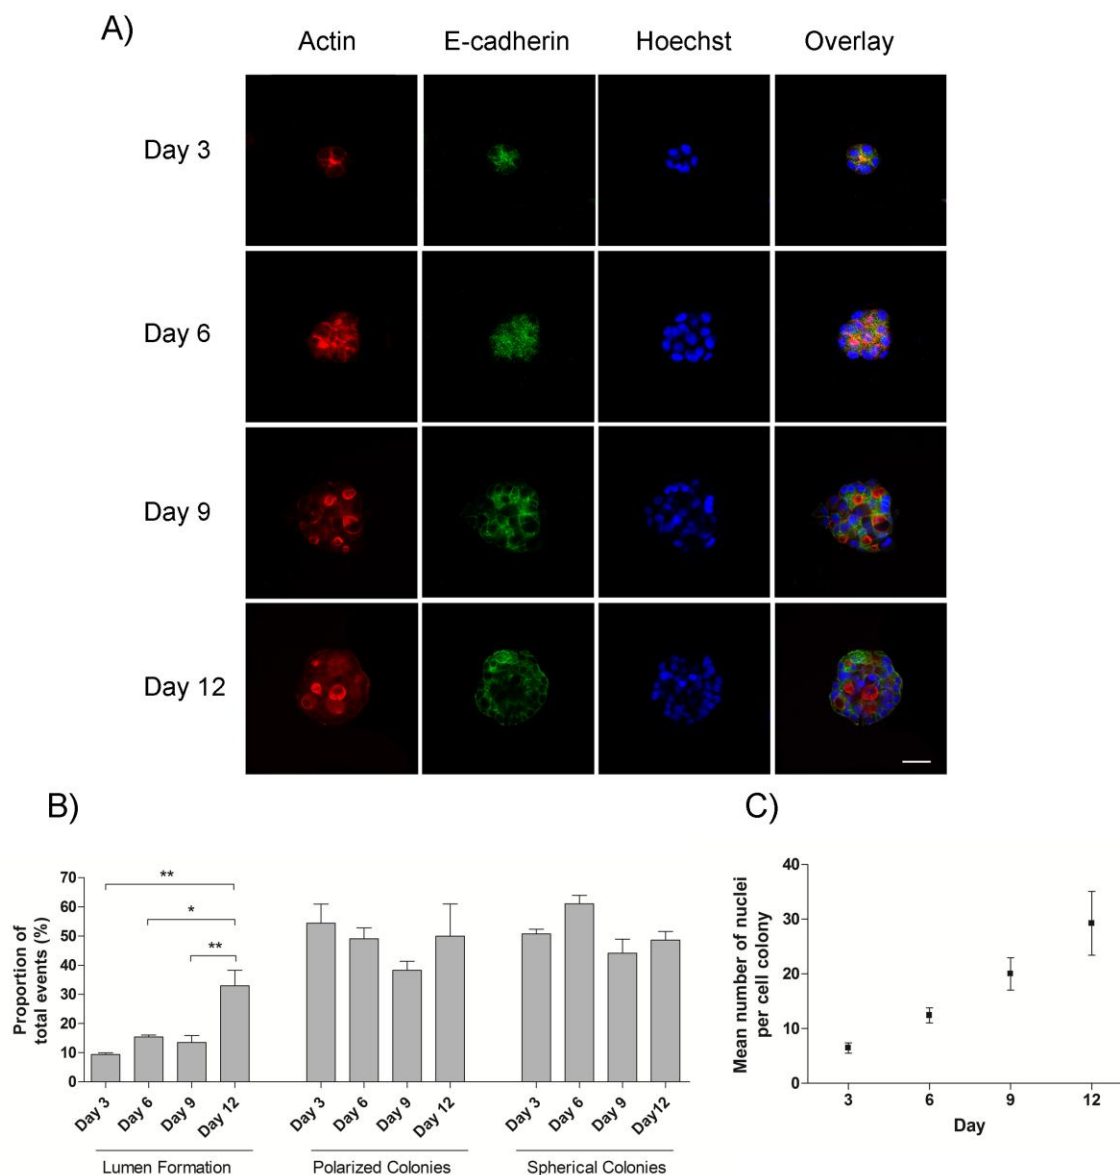 A)
Actin E-cadherin Hoechst Overlay
Day 3
Day 6
Day 9
Day 12
B)
Proportion of
total events (%)
70
60
50
40
30
20
10
0
**
*
**
Day 3 Day 6 Day 9 Day 12 Day 3 Day 6 Day 9 Day 12 Day 3 Day 6 Day 9 Day12
Lumen Formation Polarized Colonies Spherical Colonies
C)
Mean number of nuclei
per cell colony
40
30
20
10
0
3 6 9 12
Day